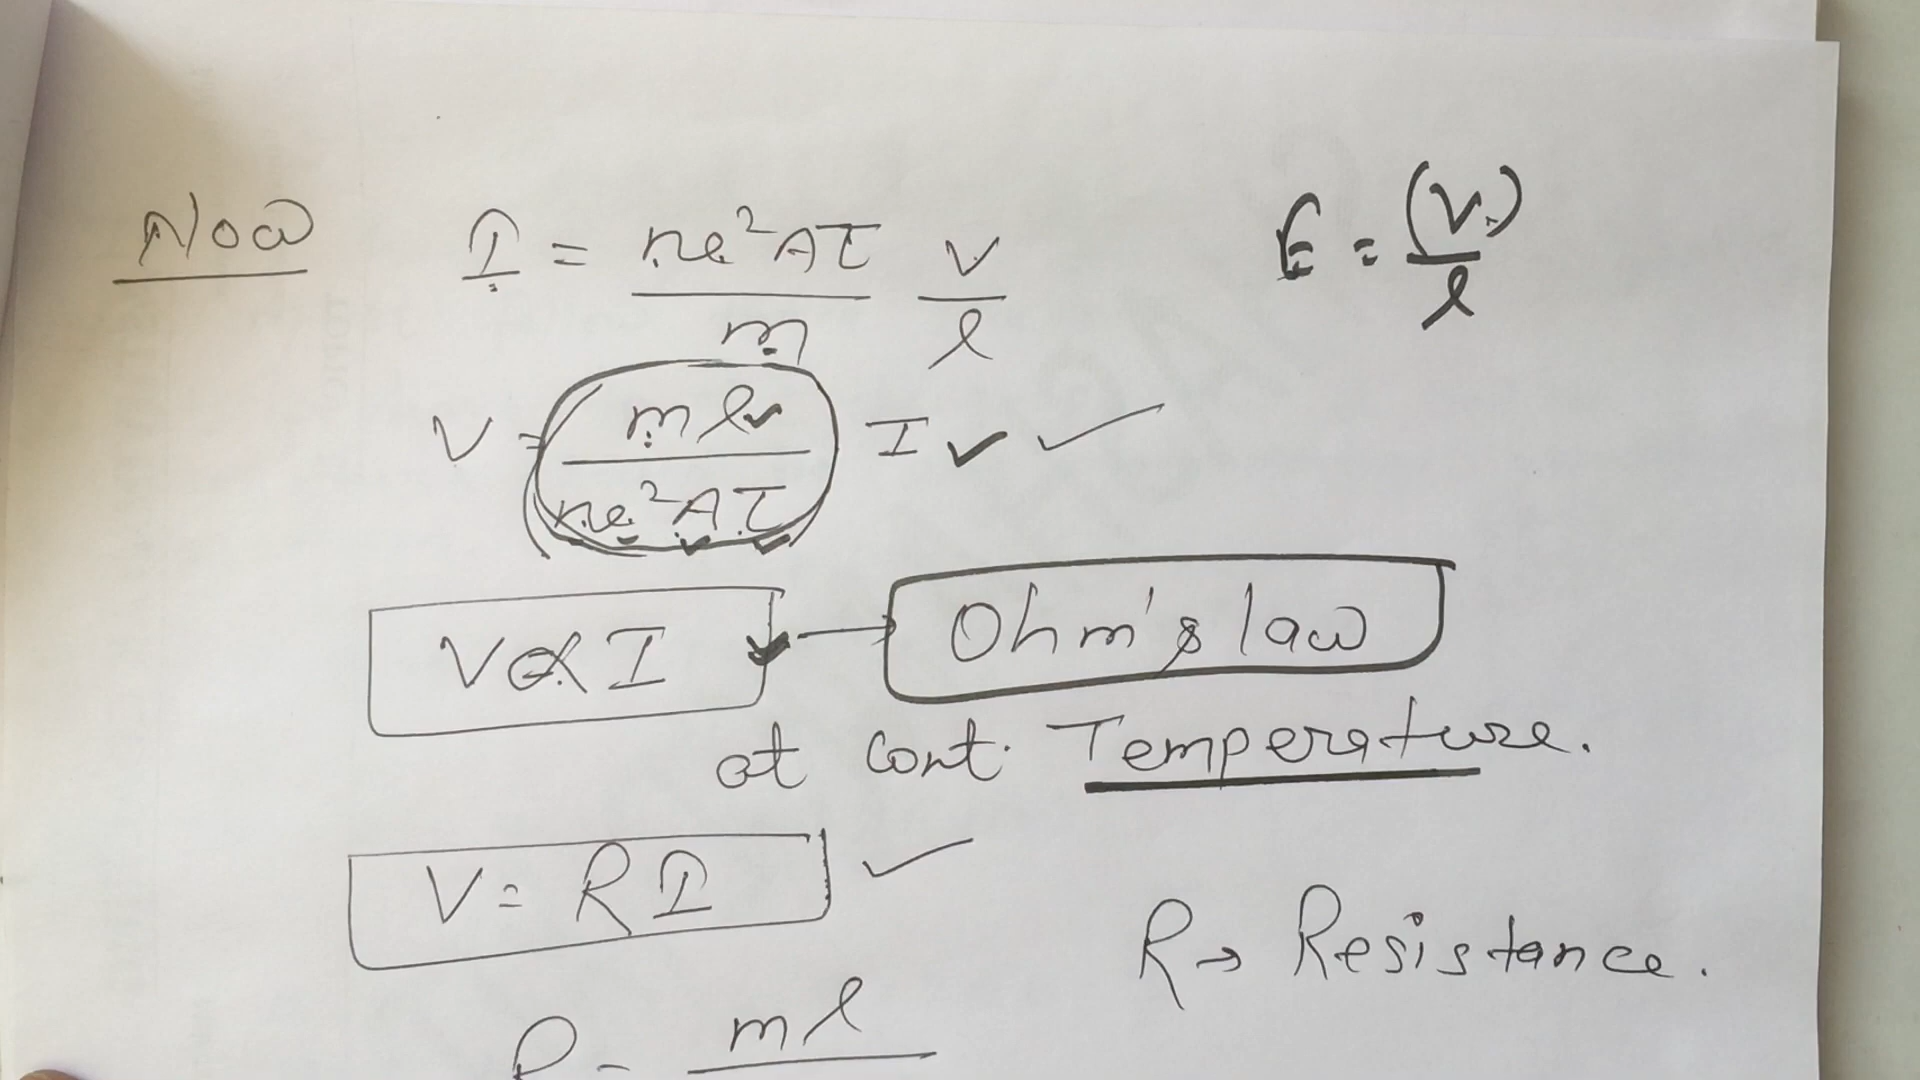 Now I = ne²Aτ/m V/l E = (V)/l
V = ml/ne²Aτ I
V ∝ I Ohm's law
at cont. Temperature.
V = RI
R → Resistance.
R = ml